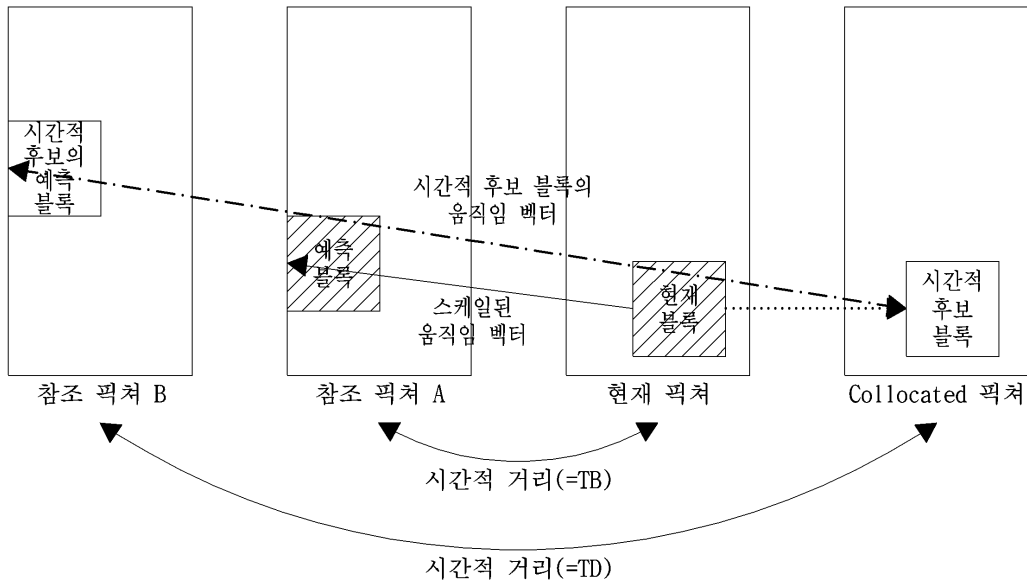 시간적
후보의
예측
블록
시간적 후보 블록의
움직임 벡터
예측
블록
스케일된
움직임 벡터
현재
블록
시간적
후보
블록
참조 픽쳐 B
참조 픽쳐 A
현재 픽쳐
Collocated 픽쳐
시간적 거리(=TB)
시간적 거리(=TD)